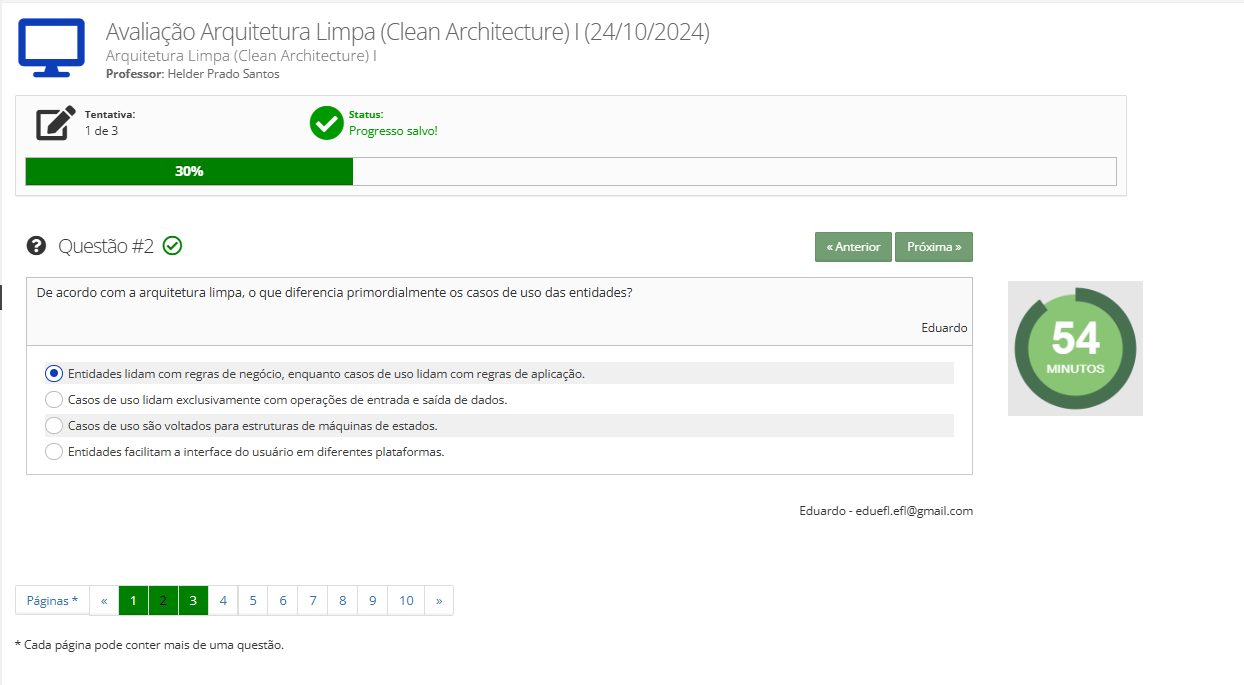 Avaliação Arquitetura Limpa (Clean Architecture) I (24/10/2024)
Arquitetura Limpa (Clean Architecture) I
Professor: Helder Prado Santos
Tentativa:
1 de 3
Status:
Progresso salvo!
30%
Questão #2
« Anterior
Próxima »
De acordo com a arquitetura limpa, o que diferencia primordialmente os casos de uso das entidades?
Eduardo
54
MINUTOS
Entidades lidam com regras de negócio, enquanto casos de uso lidam com regras de aplicação.
Casos de uso lidam exclusivamente com operações de entrada e saída de dados.
Casos de uso são voltados para estruturas de máquinas de estados.
Entidades facilitam a interface do usuário em diferentes plataformas.
Eduardo - eduefl.efl@gmail.com
Páginas * « 1 2 3 4 5 6 7 8 9 10 »
* Cada página pode conter mais de uma questão.